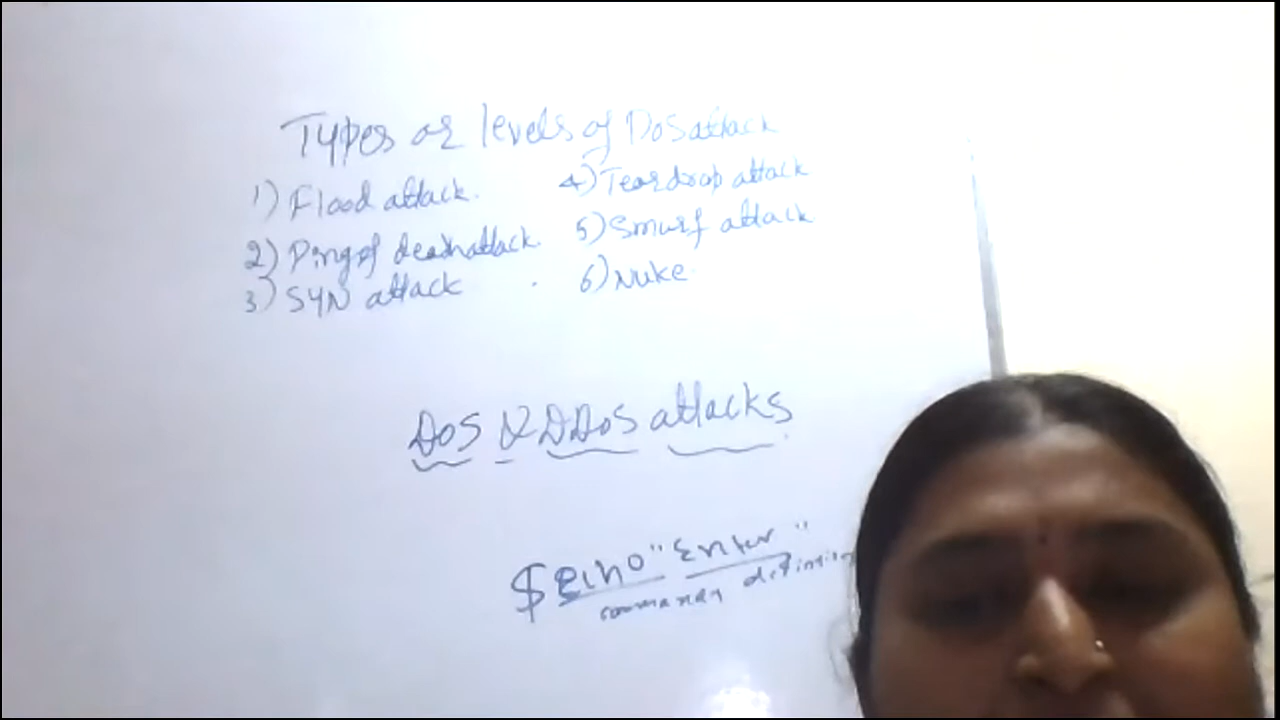 Types or levels of DoS attack
1) Flood attack.
2) Ping of death attack.
3) SYN attack
4) Teardrop attack
5) Smurf attack
6) Nuke
DoS & DDoS attacks
$ echo "Enter"
command definition